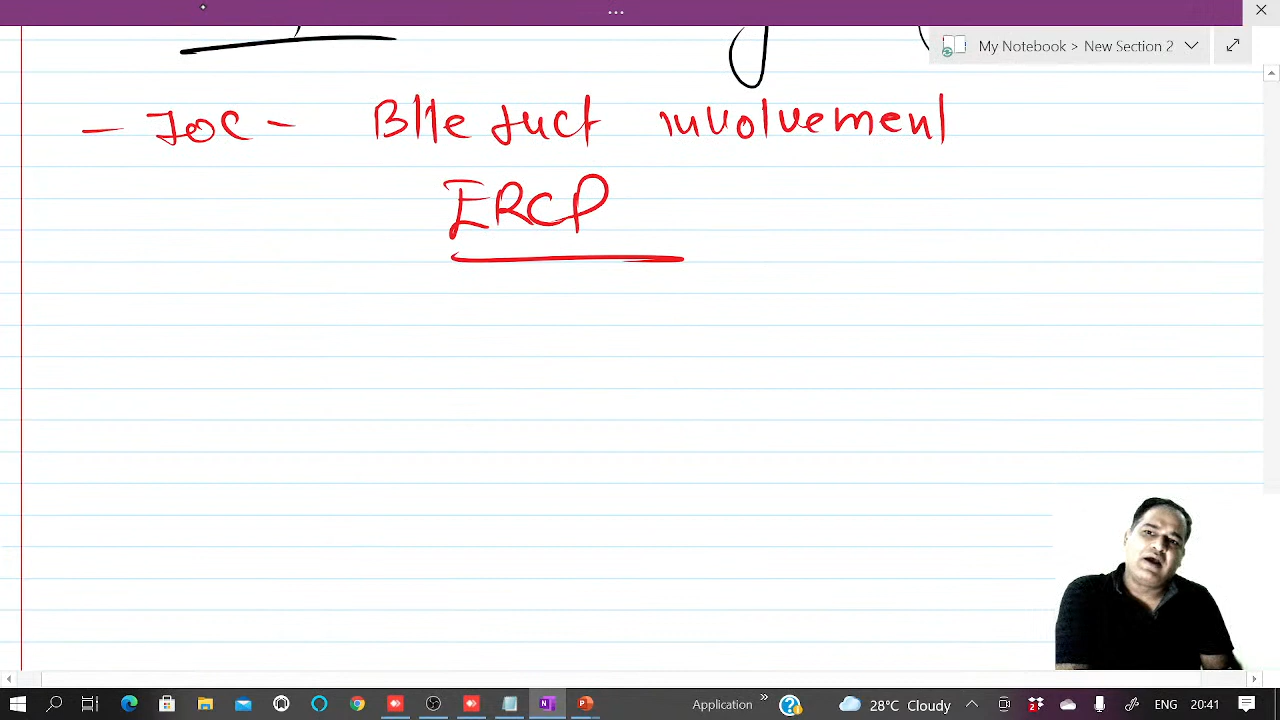 My Notebook > New Section 2
- IOC - Bile duct involvement
ERCP
Application
28°C Cloudy
ENG
20:41